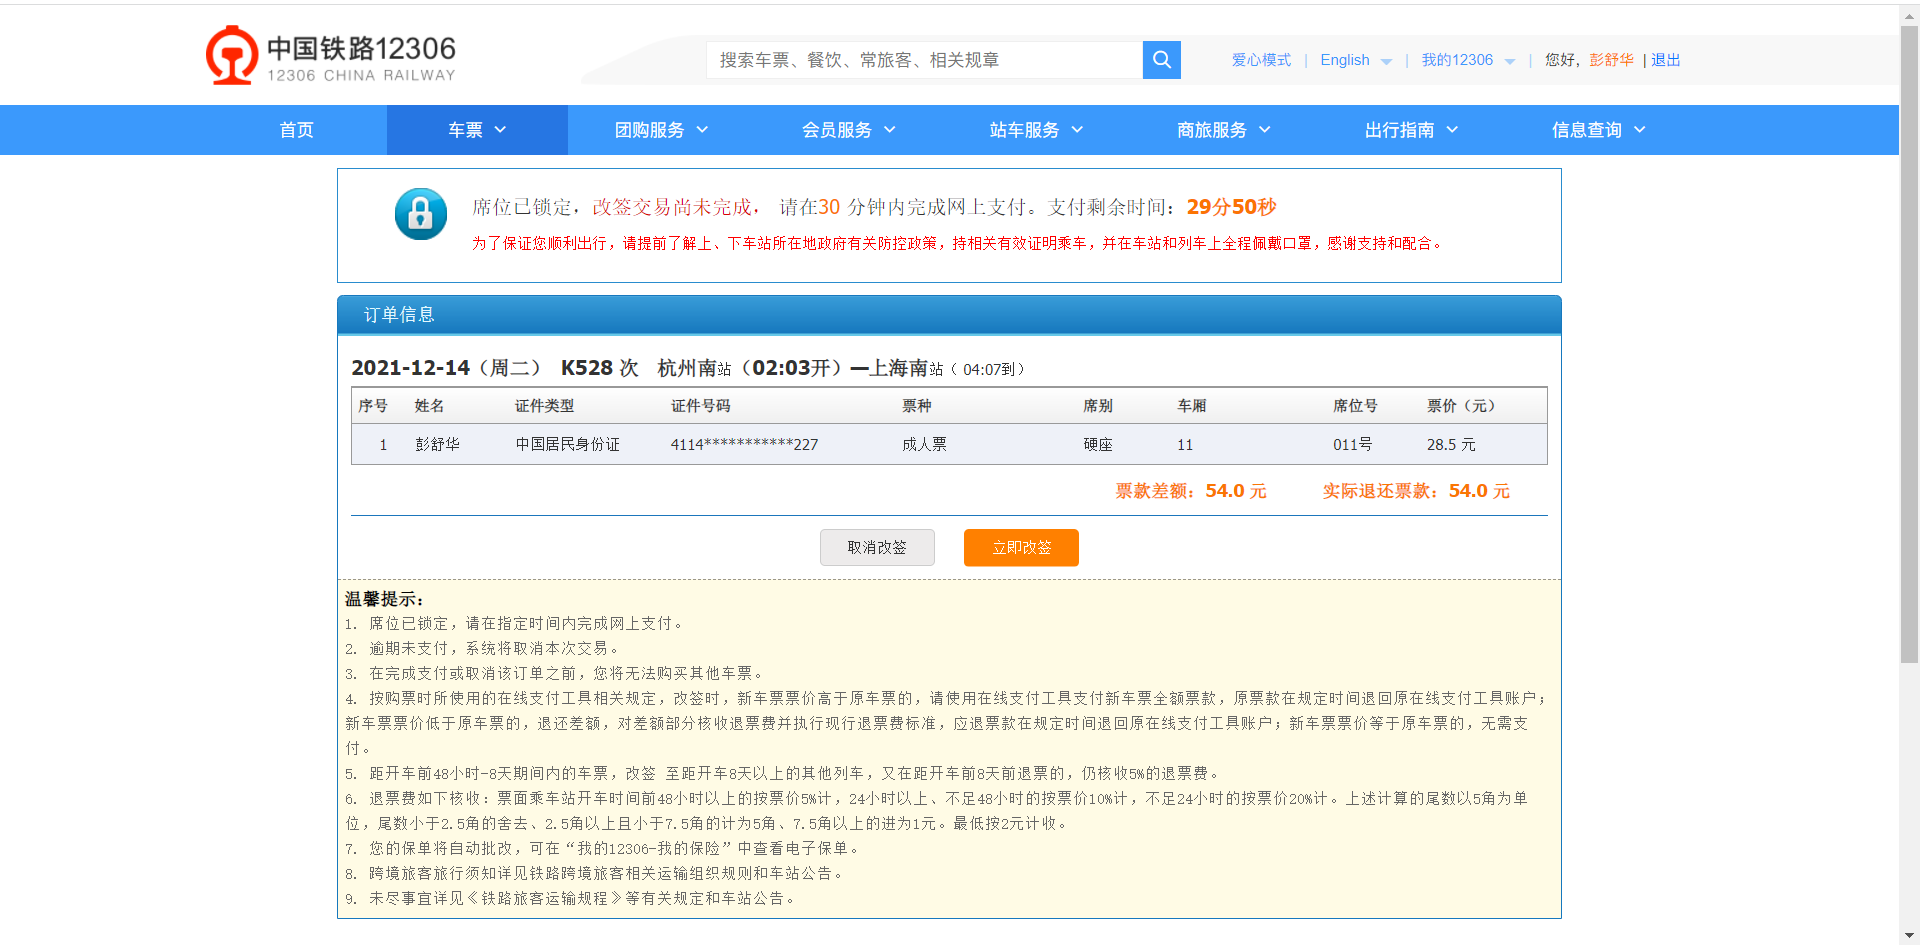 中国铁路12306
12306 CHINA RAILWAY
搜索车票、餐饮、常旅客、相关规章
爱心模式 | English | 我的12306 | 您好，彭舒华 | 退出
首页 车票 团购服务 会员服务 站车服务 商旅服务 出行指南 信息查询
席位已锁定，改签交易尚未完成， 请在30 分钟内完成网上支付。支付剩余时间：29分50秒
为了保证您顺利出行，请提前了解上、下车站所在地政府有关防控政策，持相关有效证明乘车，并在车站和列车上全程佩戴口罩，感谢支持和配合。
订单信息
2021-12-14（周二） K528 次 杭州南站（02:03开）—上海南站（ 04:07到）
序号 姓名 证件类型 证件号码 票种 席别 车厢 席位号 票价（元）
1 彭舒华 中国居民身份证 4114***********227 成人票 硬座 11 011号 28.5 元
票款差额：54.0 元 实际退还票款：54.0 元
取消改签 立即改签
温馨提示：
1. 席位已锁定，请在指定时间内完成网上支付。
2. 逾期未支付，系统将取消本次交易。
3. 在完成支付或取消该订单之前，您将无法购买其他车票。
4. 按购票时所使用的在线支付工具相关规定，改签时，新车票票价高于原车票的，请使用在线支付工具支付新车票全额票款，原票款在规定时间退回原在线支付工具账户；
新车票票价低于原车票的，退还差额，对差额部分核收退票费并执行现行退票费标准，应退票款在规定时间退回原在线支付工具账户；新车票票价等于原车票的，无需支
付。
5. 距开车前48小时-8天期间内的车票，改签 至距开车8天以上的其他列车，又在距开车前8天前退票的，仍核收5%的退票费。
6. 退票费如下核收：票面乘车站开车时间前48小时以上的按票价5%计，24小时以上、不足48小时的按票价10%计，不足24小时的按票价20%计。上述计算的尾数以5角为单
位，尾数小于2.5角的舍去、2.5角以上且小于7.5角的计为5角、7.5角以上的进为1元。最低按2元计收。
7. 您的保单将自动批改，可在“我的12306-我的保险”中查看电子保单。
8. 跨境旅客旅行须知详见铁路跨境旅客相关运输组织规则和车站公告。
9. 未尽事宜详见《铁路旅客运输规程》等有关规定和车站公告。